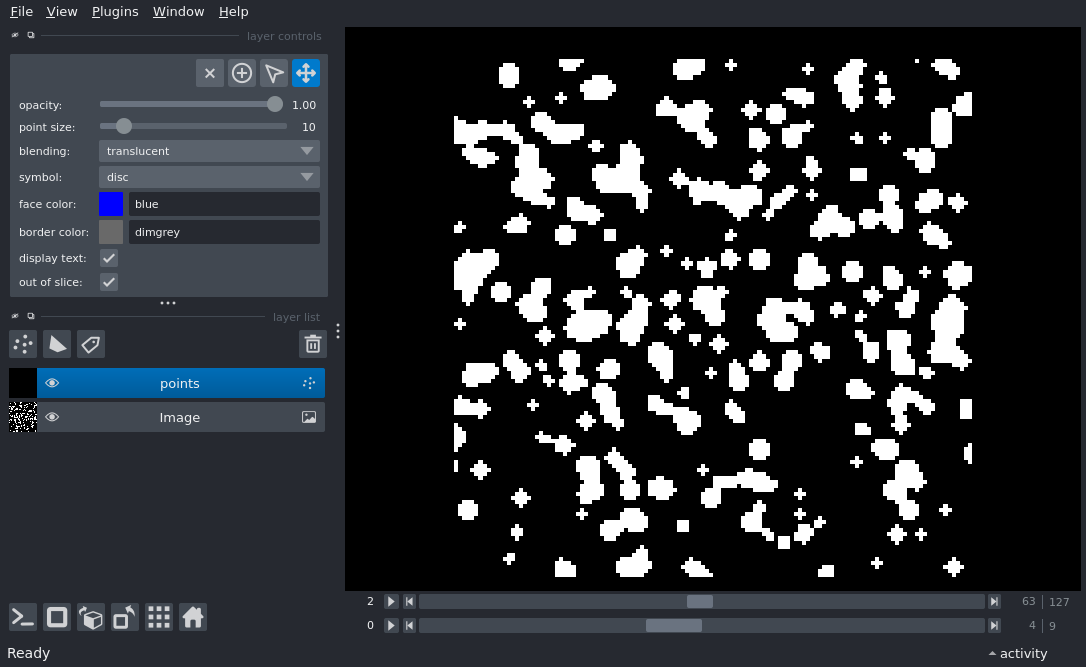 File View Plugins Window Help
layer controls
opacity: 1.00
point size: 10
blending: translucent
symbol: disc
face color: blue
border color: dimgrey
display text:
out of slice:
layer list
points
Image
2 63 127
0 4 9
Ready activity